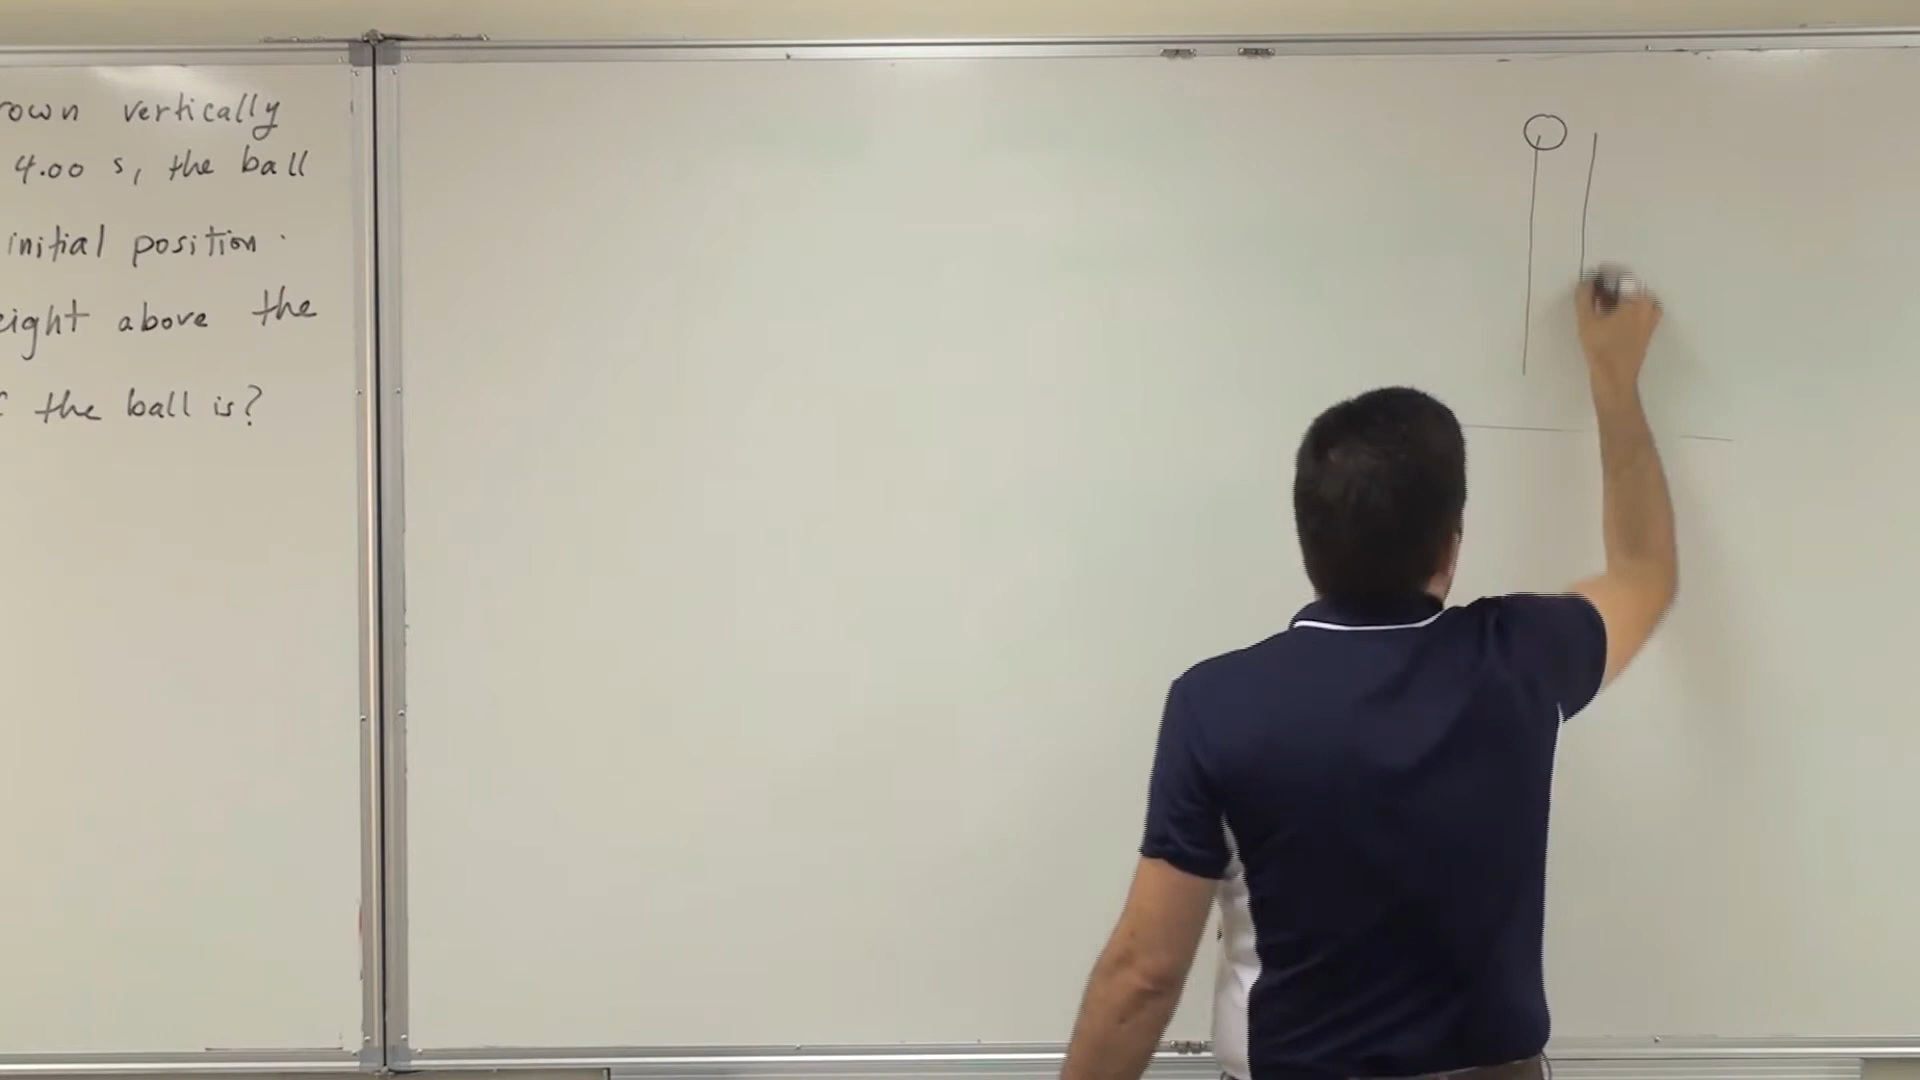 rown vertically
4.00 s, the ball
initial position.
eight above the
the ball is?